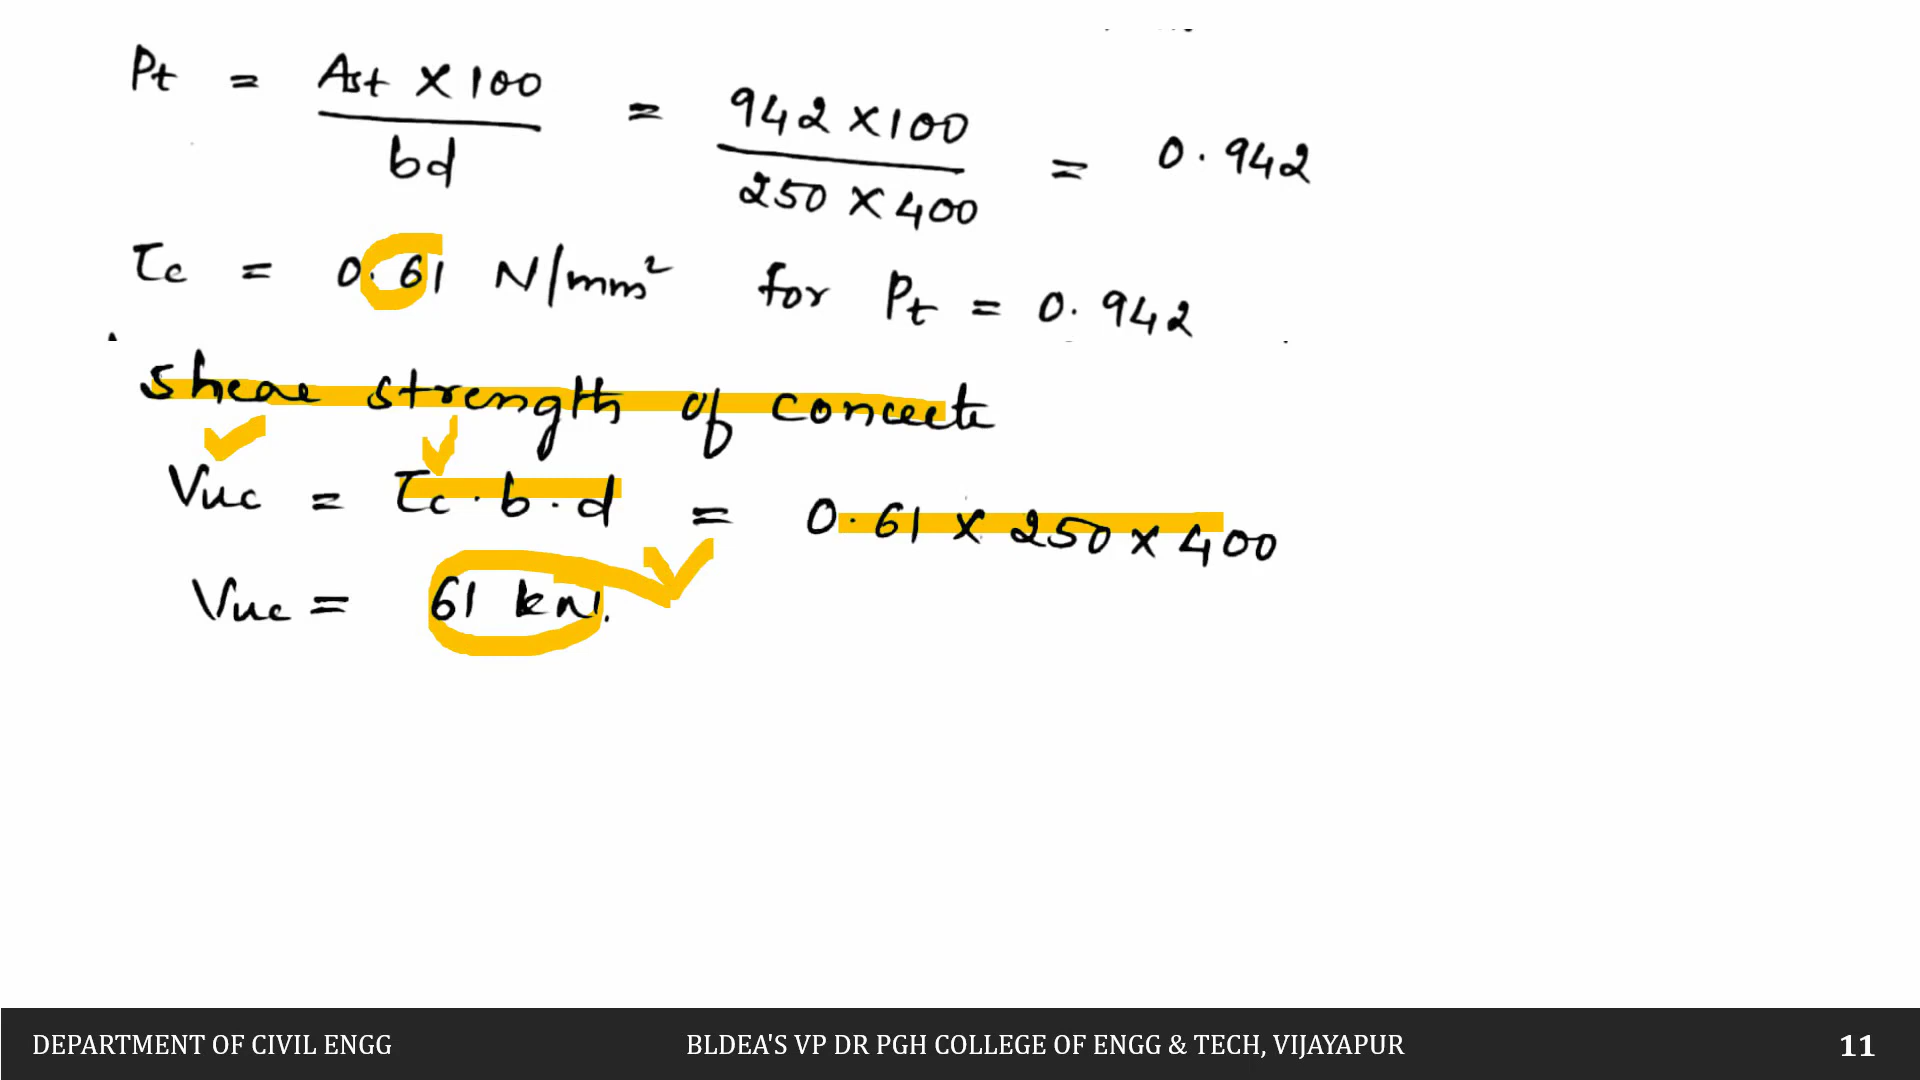 Pt = Ast × 100 / bd = 942 × 100 / 250 × 400 = 0.942
τc = 0.61 N/mm² for Pt = 0.942
shear strength of concrete
Vuc = τc · b · d = 0.61 × 250 × 400
Vuc = 61 kN.
DEPARTMENT OF CIVIL ENGG BLDEA'S VP DR PGH COLLEGE OF ENGG & TECH, VIJAYAPUR 11